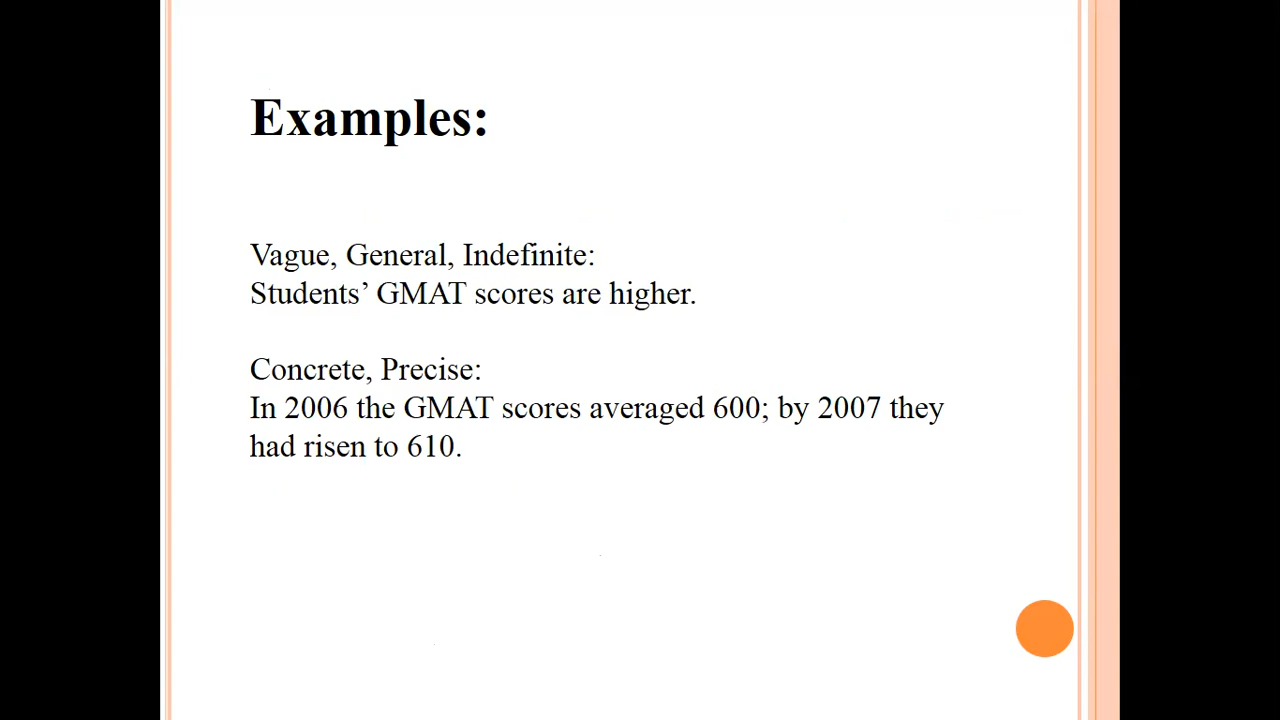 Examples:
Vague, General, Indefinite:
Students’ GMAT scores are higher.
Concrete, Precise:
In 2006 the GMAT scores averaged 600; by 2007 they
had risen to 610.